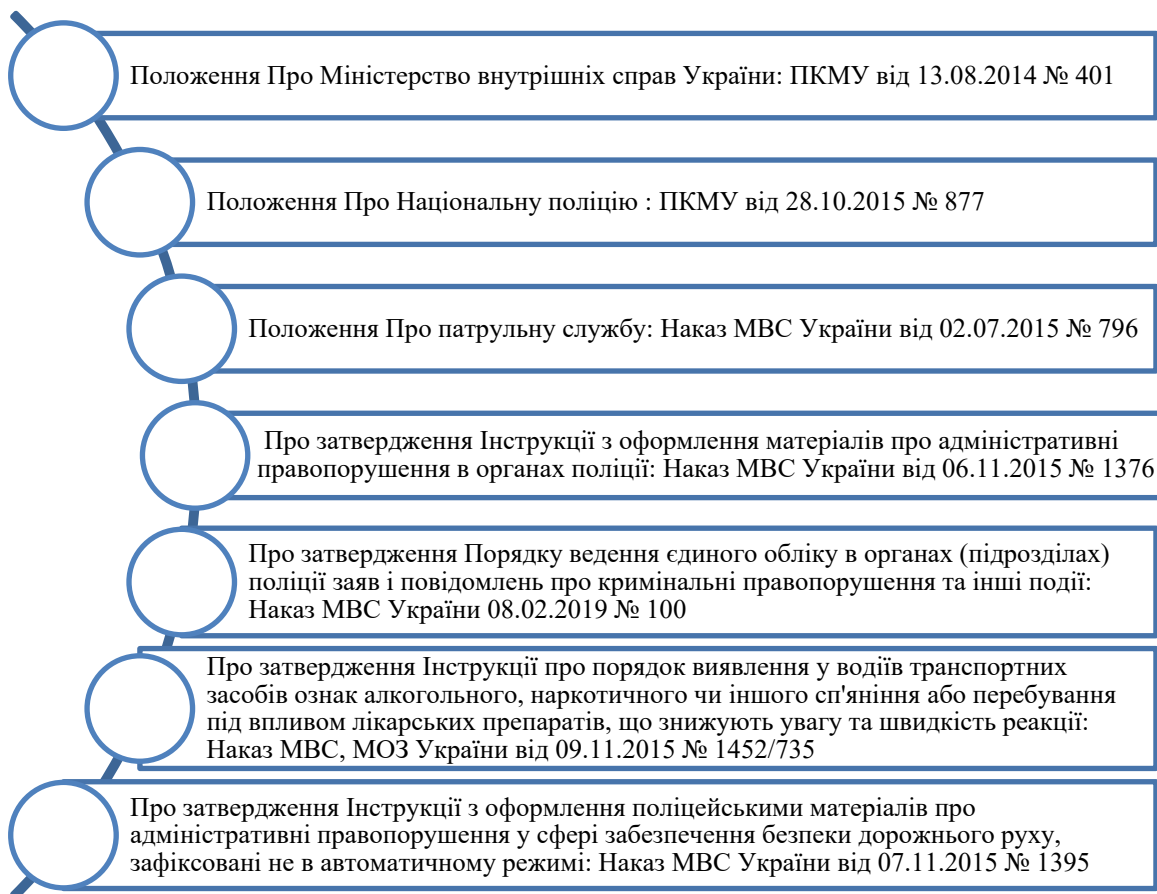 Положення Про Міністерство внутрішніх справ України: ПКМУ від 13.08.2014 № 401
Положення Про Національну поліцію : ПКМУ від 28.10.2015 № 877
Положення Про патрульну службу: Наказ МВС України від 02.07.2015 № 796
Про затвердження Інструкції з оформлення матеріалів про адміністративні
правопорушення в органах поліції: Наказ МВС України від 06.11.2015 № 1376
Про затвердження Порядку ведення єдиного обліку в органах (підрозділах)
поліції заяв і повідомлень про кримінальні правопорушення та інші події:
Наказ МВС України 08.02.2019 № 100
Про затвердження Інструкції про порядок виявлення у водіїв транспортних
засобів ознак алкогольного, наркотичного чи іншого сп'яніння або перебування
під впливом лікарських препаратів, що знижують увагу та швидкість реакції:
Наказ МВС, МОЗ України від 09.11.2015 № 1452/735
Про затвердження Інструкції з оформлення поліцейськими матеріалів про
адміністративні правопорушення у сфері забезпечення безпеки дорожнього руху,
зафіксовані не в автоматичному режимі: Наказ МВС України від 07.11.2015 № 1395